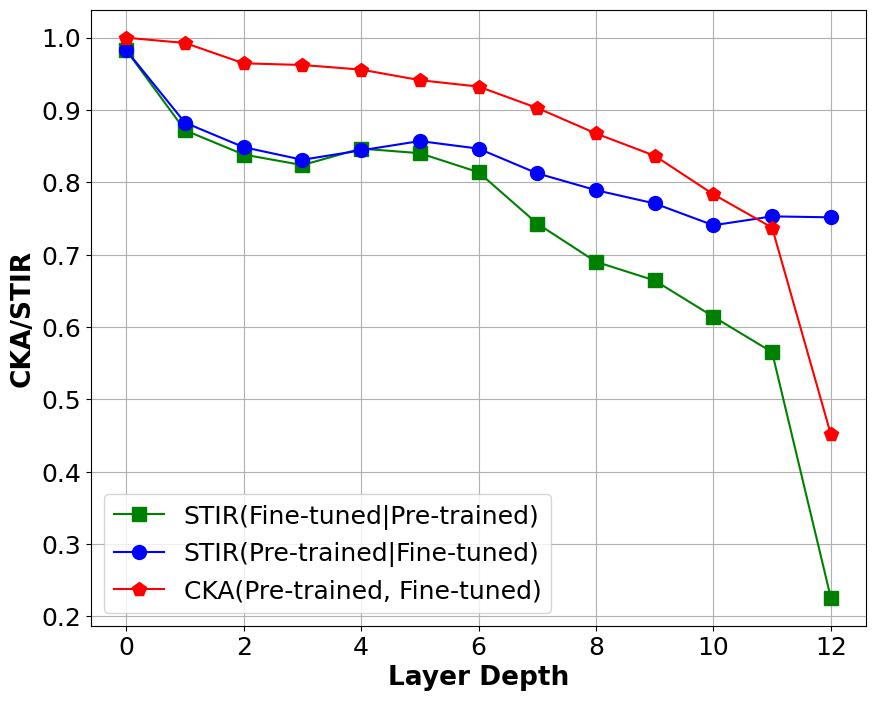 1.0
0.9
0.8
0.7
0.6
0.5
0.4
0.3
0.2
CKA/STIR
STIR(Fine-tuned|Pre-trained)
STIR(Pre-trained|Fine-tuned)
CKA(Pre-trained, Fine-tuned)
0 2 4 6 8 10 12
Layer Depth